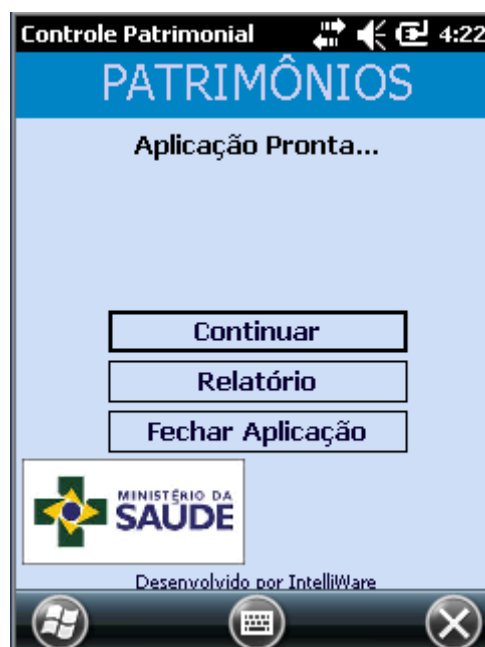 Controle Patrimonial 4:22
PATRIMÔNIOS
Aplicação Pronta...
Continuar
Relatório
Fechar Aplicação
MINISTÉRIO DA
SAÚDE
Desenvolvido por IntelliWare